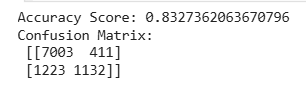 Accuracy Score: 0.8327362063670796
Confusion Matrix:
[[7003  411]
[1223 1132]]